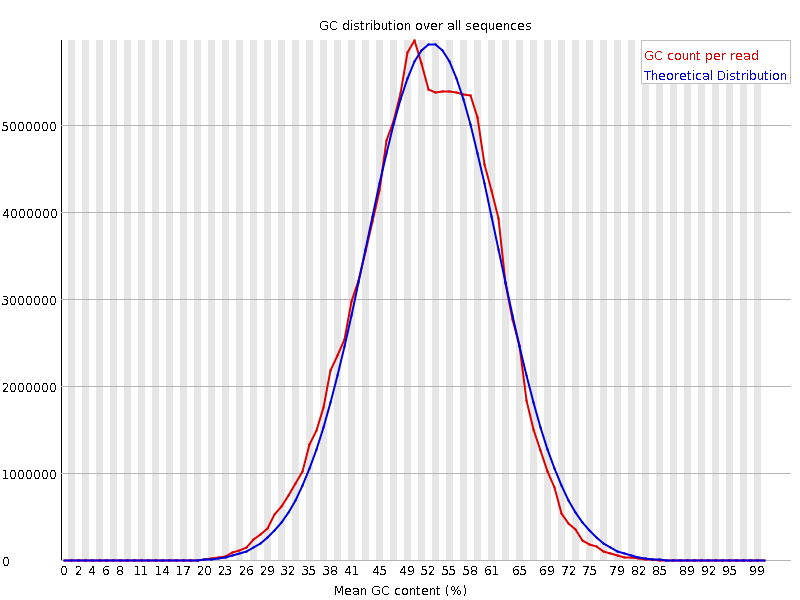 GC distribution over all sequences
GC count per read
Theoretical Distribution
5000000
4000000
3000000
2000000
1000000
0
0 2 4 6 8 11 14 17 20 23 26 29 32 35 38 41 45 49 52 55 58 61 65 69 72 75 79 82 85 89 92 95 99
Mean GC content (%)